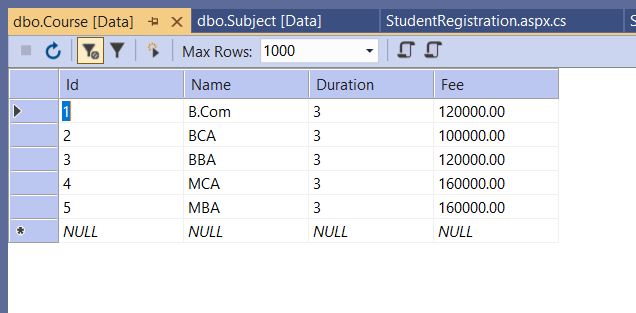 dbo.Course [Data] dbo.Subject [Data] StudentRegistration.aspx.cs S
Max Rows: 1000
Id Name Duration Fee
1 B.Com 3 120000.00
2 BCA 3 100000.00
3 BBA 3 120000.00
4 MCA 3 160000.00
5 MBA 3 160000.00
NULL NULL NULL NULL